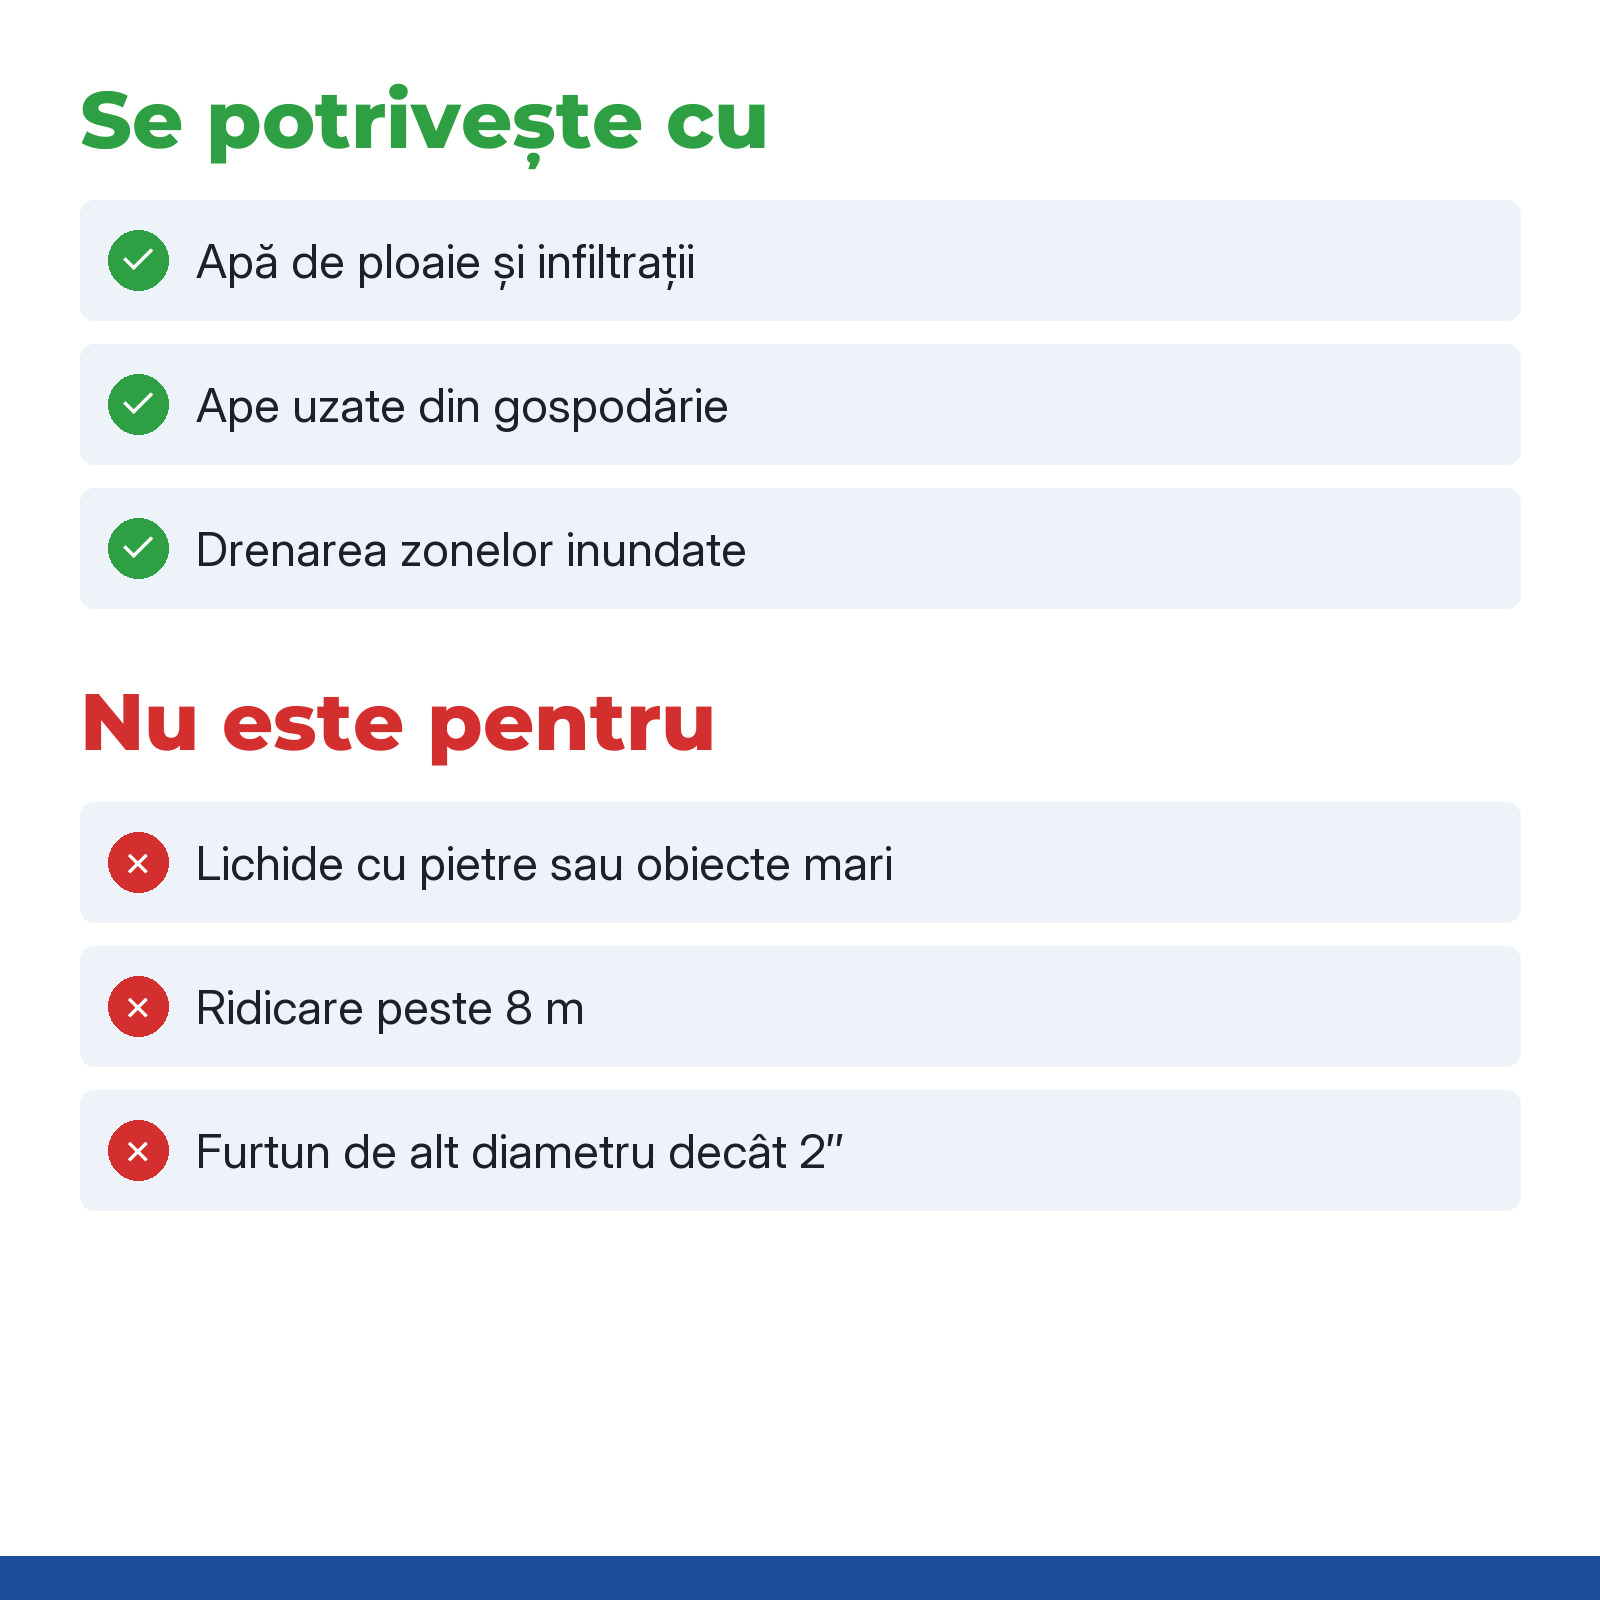 Se potrivește cu
Apă de ploaie și infiltrații
Ape uzate din gospodărie
Drenarea zonelor inundate
Nu este pentru
Lichide cu pietre sau obiecte mari
Ridicare peste 8 m
Furtun de alt diametru decât 2″